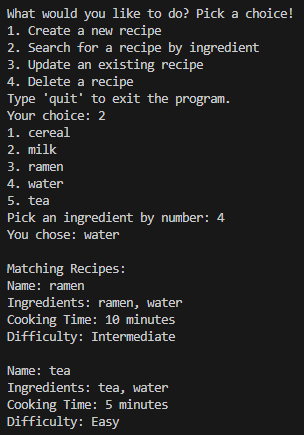 What would you like to do? Pick a choice!
1. Create a new recipe
2. Search for a recipe by ingredient
3. Update an existing recipe
4. Delete a recipe
Type 'quit' to exit the program.
Your choice: 2
1. cereal
2. milk
3. ramen
4. water
5. tea
Pick an ingredient by number: 4
You chose: water

Matching Recipes:
Name: ramen
Ingredients: ramen, water
Cooking Time: 10 minutes
Difficulty: Intermediate

Name: tea
Ingredients: tea, water
Cooking Time: 5 minutes
Difficulty: Easy